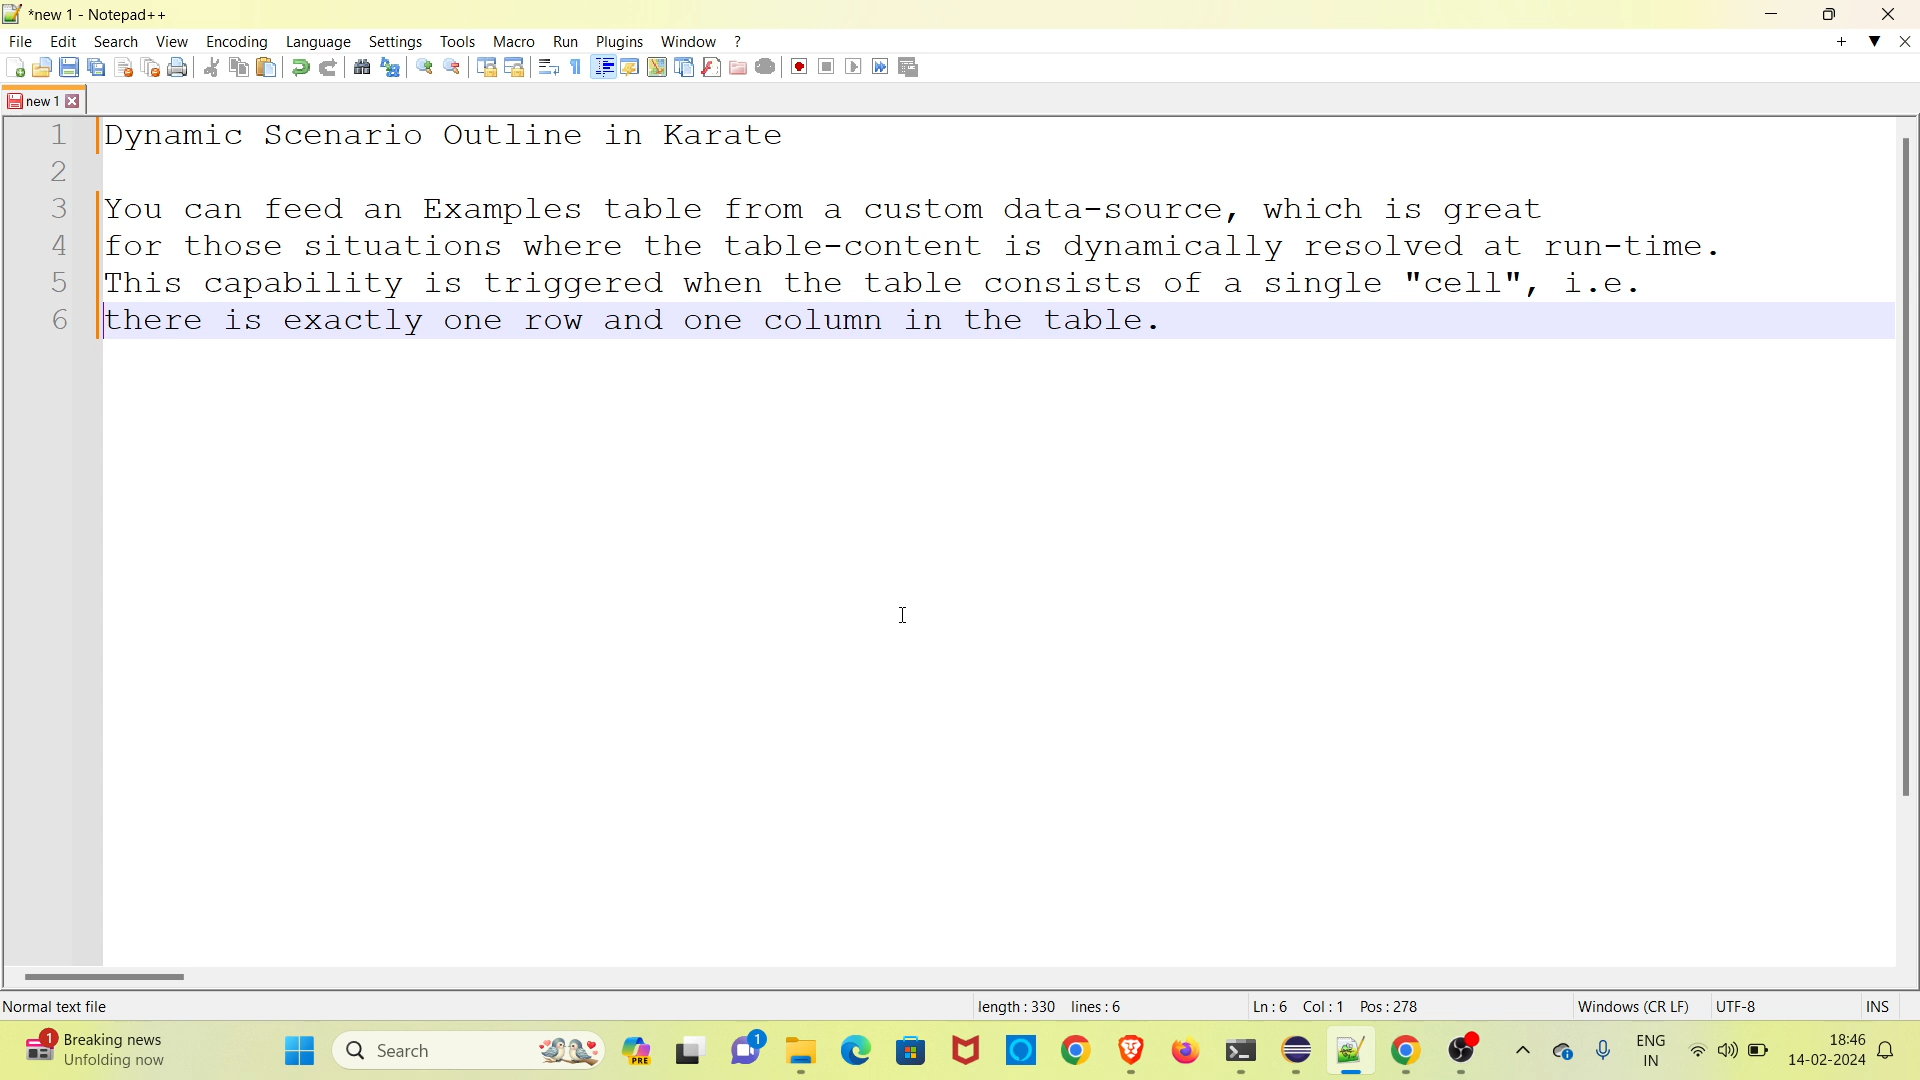 *new 1 - Notepad++
File Edit Search View Encoding Language Settings Tools Macro Run Plugins Window ?
new 1
1 Dynamic Scenario Outline in Karate
2
3 You can feed an Examples table from a custom data-source, which is great
4 for those situations where the table-content is dynamically resolved at run-time.
5 This capability is triggered when the table consists of a single "cell", i.e.
6 there is exactly one row and one column in the table.
Normal text file length : 330 lines : 6 Ln : 6 Col : 1 Pos : 278 Windows (CR LF) UTF-8 INS
1 Breaking news
Unfolding now
Search
PRE
1
ENG
IN
18:46
14-02-2024